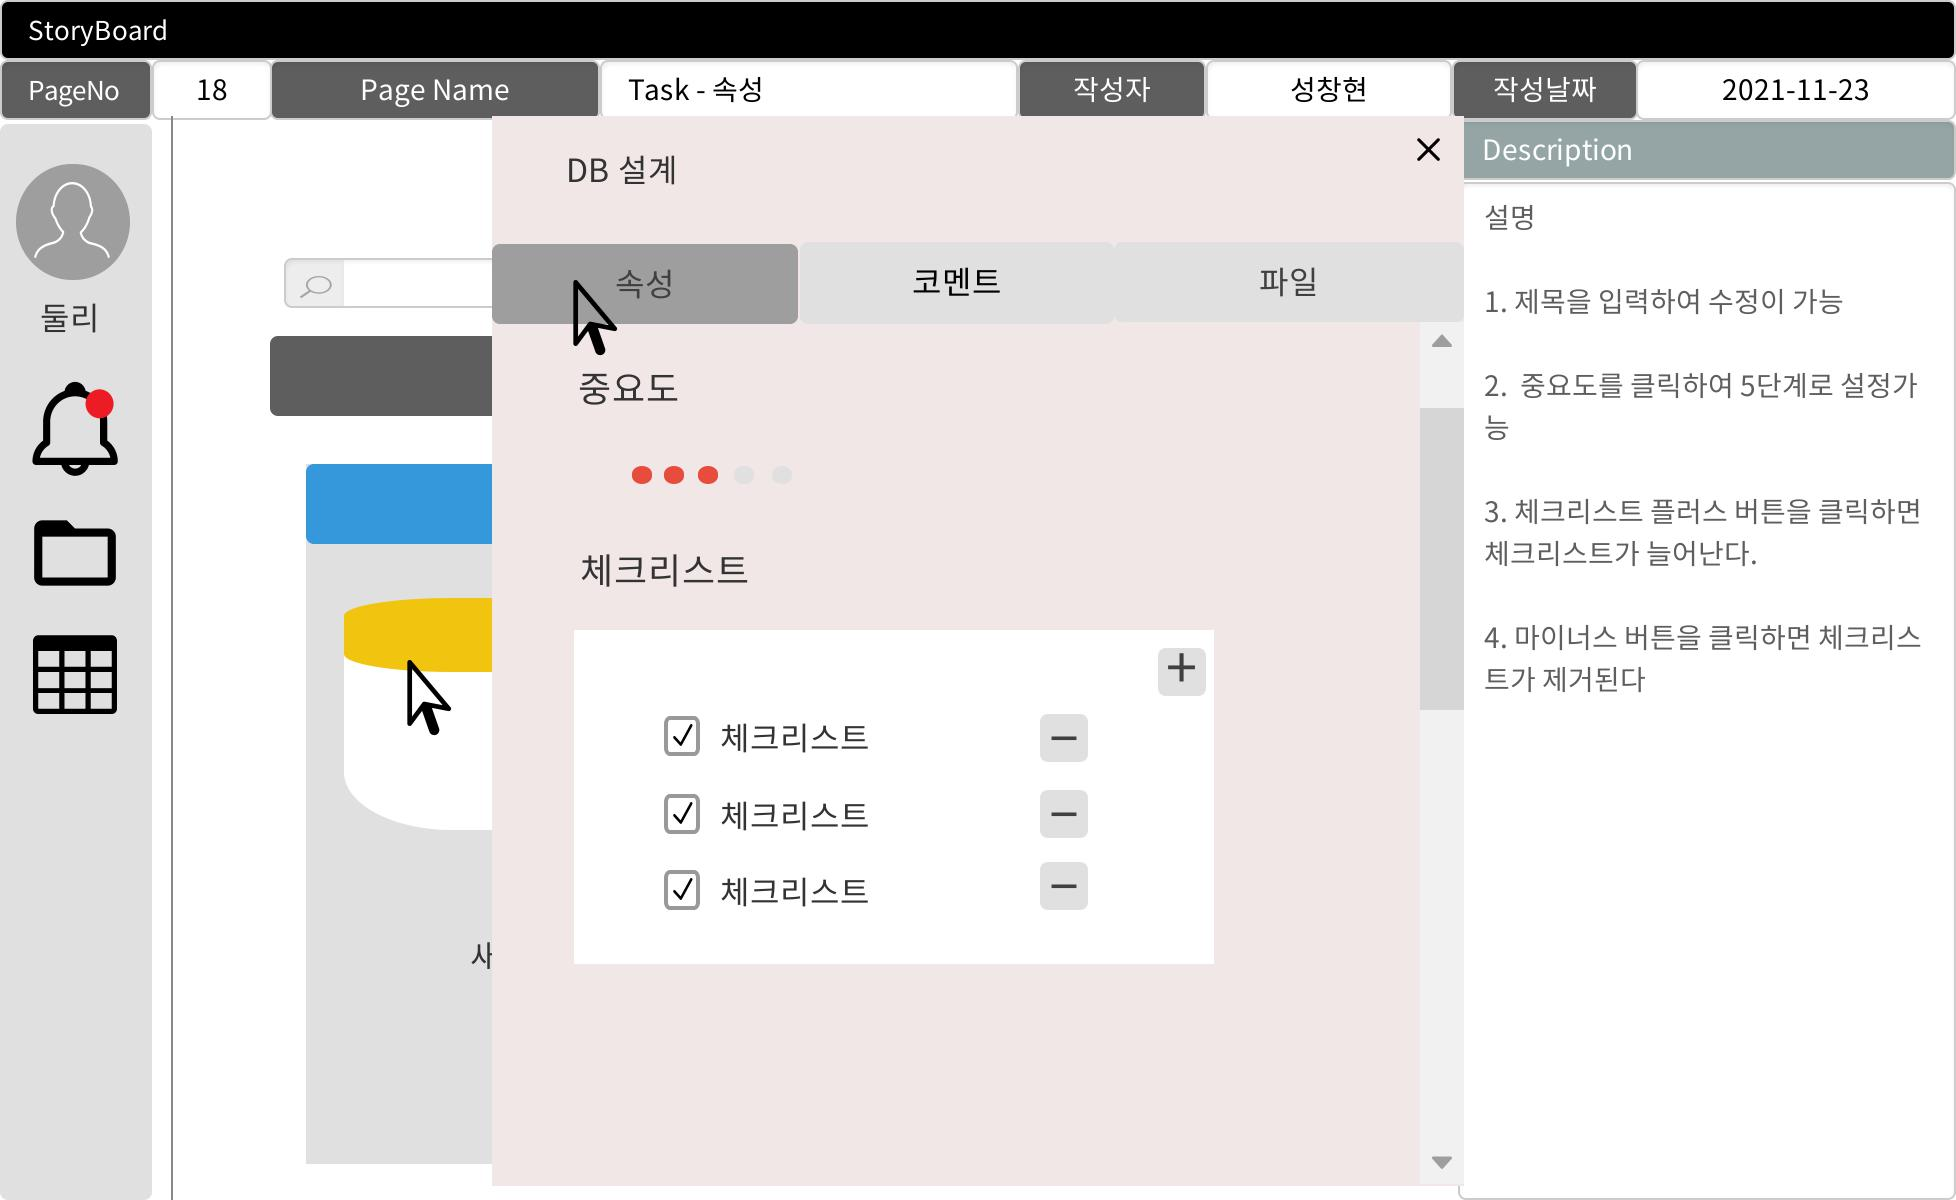 StoryBoard
PageNo 18 Page Name Task - 속성 작성자 성창현 작성날짜 2021-11-23
둘리
새
DB 설계
속성 코멘트 파일
중요도
체크리스트
체크리스트
체크리스트
체크리스트
Description
설명
1. 제목을 입력하여 수정이 가능
2.  중요도를 클릭하여 5단계로 설정가
능
3. 체크리스트 플러스 버튼을 클릭하면
체크리스트가 늘어난다.
4. 마이너스 버튼을 클릭하면 체크리스
트가 제거된다